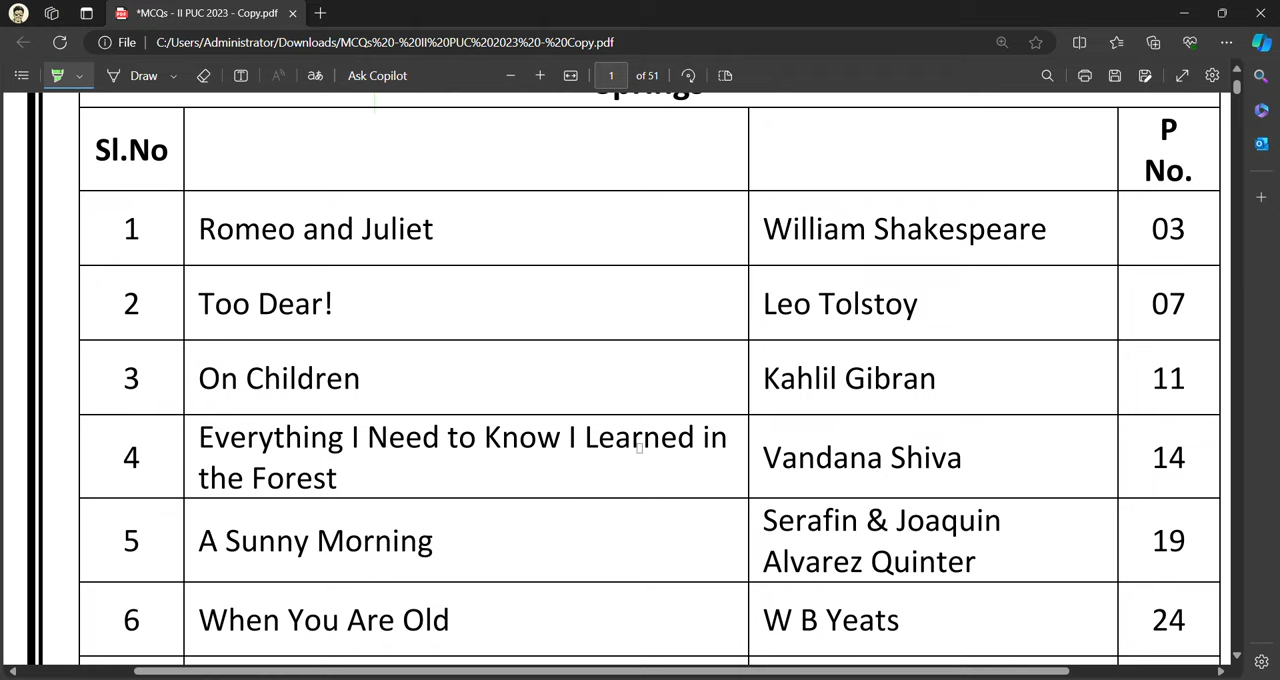 *MCQs - II PUC 2023 - Copy.pdf
File C:/Users/Administrator/Downloads/MCQs%20-%20II%20PUC%202023%20-%20Copy.pdf
Draw Ask Copilot 1 of 51
Springs
Sl.No P No.
1 Romeo and Juliet William Shakespeare 03
2 Too Dear! Leo Tolstoy 07
3 On Children Kahlil Gibran 11
4 Everything I Need to Know I Learned in the Forest Vandana Shiva 14
5 A Sunny Morning Serafin & Joaquin Alvarez Quinter 19
6 When You Are Old W B Yeats 24